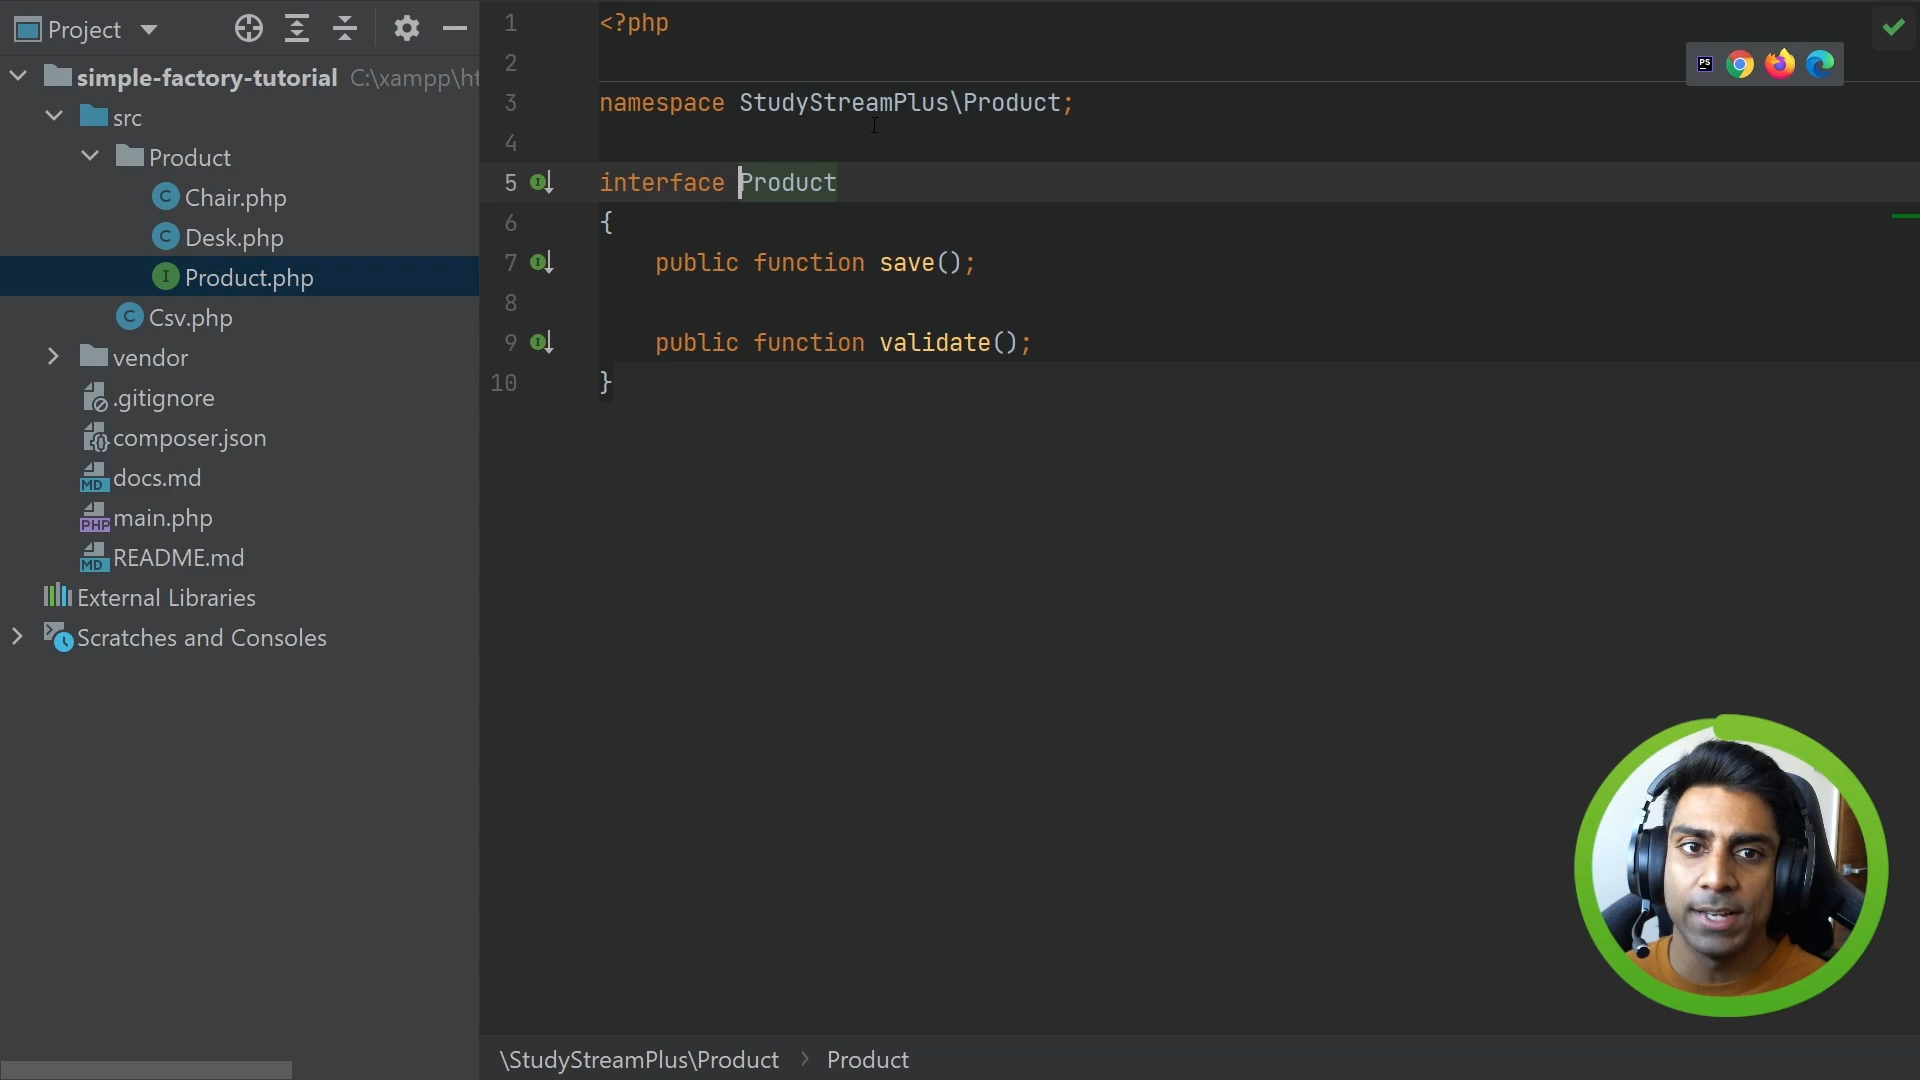 Project
simple-factory-tutorial C:\xampp\ht
src
Product
Chair.php
Desk.php
Product.php
Csv.php
vendor
.gitignore
composer.json
docs.md
main.php
README.md
External Libraries
Scratches and Consoles
1 <?php
2
3 namespace StudyStreamPlus\Product;
4
5 interface Product
6 {
7 public function save();
8
9 public function validate();
10 }
\StudyStreamPlus\Product > Product